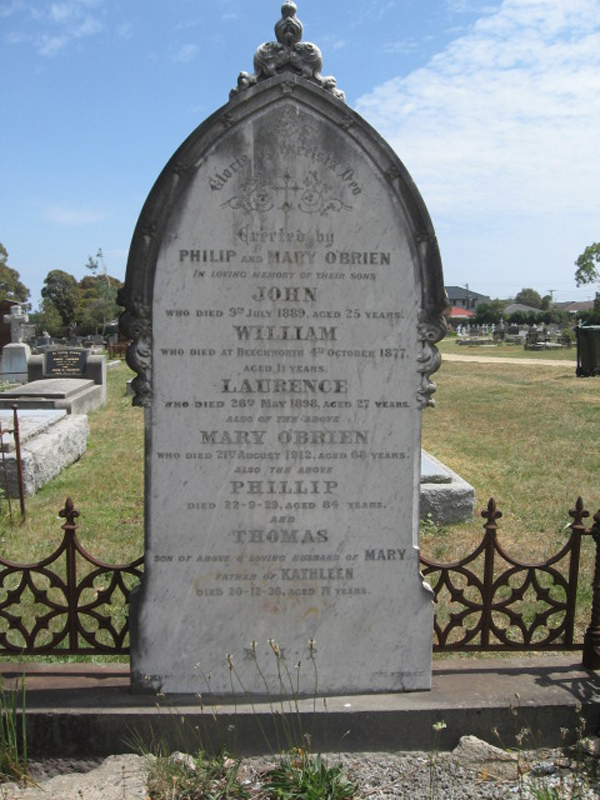 Gloria Deo
Erected by
PHILIP AND MARY O'BRIEN
IN LOVING MEMORY OF THEIR SONS
JOHN
WHO DIED 9TH JULY 1889, AGED 25 YEARS.
WILLIAM
WHO DIED AT BEECHWORTH 4TH OCTOBER 1877,
AGED 11 YEARS.
LAURENCE
WHO DIED 26TH MAY 1898, AGED 27 YEARS.
ALSO OF THE ABOVE
MARY O'BRIEN
WHO DIED 21ST AUGUST 1912, AGED 68 YEARS.
ALSO THE ABOVE
PHILLIP
DIED 22-9-29, AGED 84 YEARS.
AND
THOMAS
SON OF ABOVE & LOVING HUSBAND OF MARY,
FATHER OF KATHLEEN
DIED 20-12-36, AGED 71 YEARS.
R.I.P